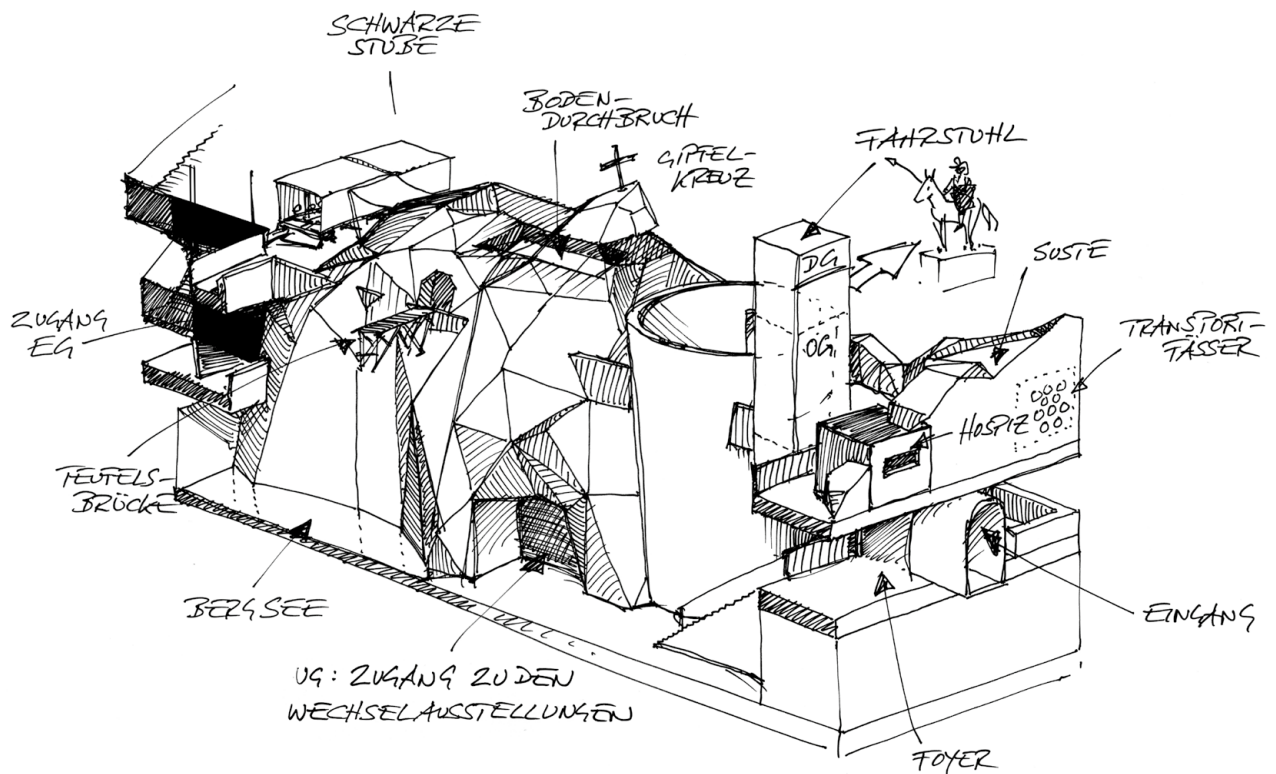 SCHWARZE
STUBE
BODEN-
DURCHBRUCH
GIPFEL-
KREUZ
FAHRSTUHL
DG
SUSTE
ZUGANG
EG
OG
TRANSPORT-
FÄSSER
HOSPIZ
TEUFELS-
BRÜCKE
BERGSEE
EINGANG
UG: ZUGANG ZU DEN
WECHSELAUSSTELLUNGEN
FOYER